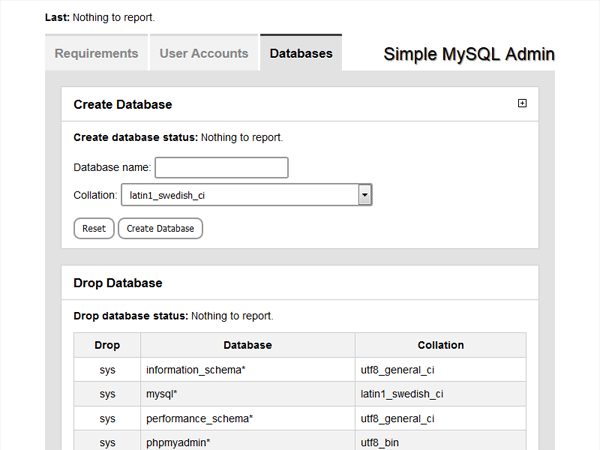 Last: Nothing to report.
Requirements User Accounts Databases Simple MySQL Admin
Create Database
Create database status: Nothing to report.
Database name:
Collation: latin1_swedish_ci
Reset Create Database
Drop Database
Drop database status: Nothing to report.
Drop Database Collation
sys information_schema* utf8_general_ci
sys mysql* latin1_swedish_ci
sys performance_schema* utf8_general_ci
sys phpmyadmin* utf8_bin